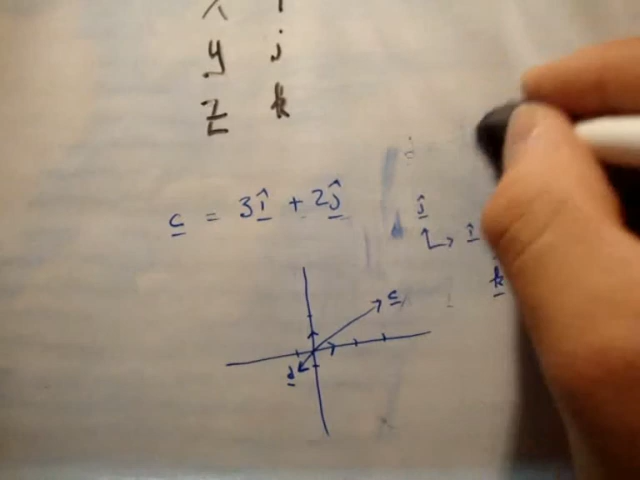 x i
y j
z k
c = 3î + 2ĵ
ĵ
î
k
c
d